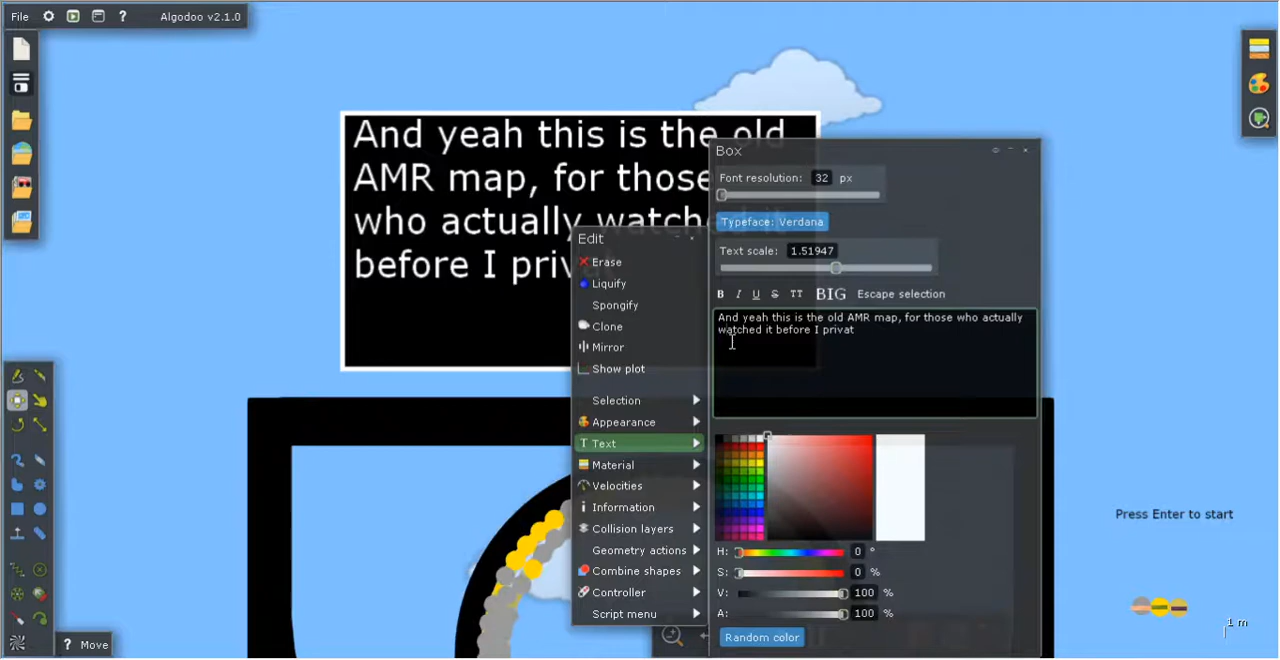 File ? Algodoo v2.1.0
And yeah this is the old
AMR map, for those
who actually watched it
before I privat
Box
Font resolution: 32 px
Typeface: Verdana
Text scale: 1.51947
B I U S TT BIG Escape selection
And yeah this is the old AMR map, for those who actually
watched it before I privat
Edit
Erase
Liquify
Spongify
Clone
Mirror
Show plot
Selection
Appearance
T Text
Material
Velocities
Information
Collision layers
Geometry actions
Combine shapes
Controller
Script menu
H: 0 °
S: 0 %
V: 100 %
A: 100 %
Random color
Press Enter to start
1 m
? Move